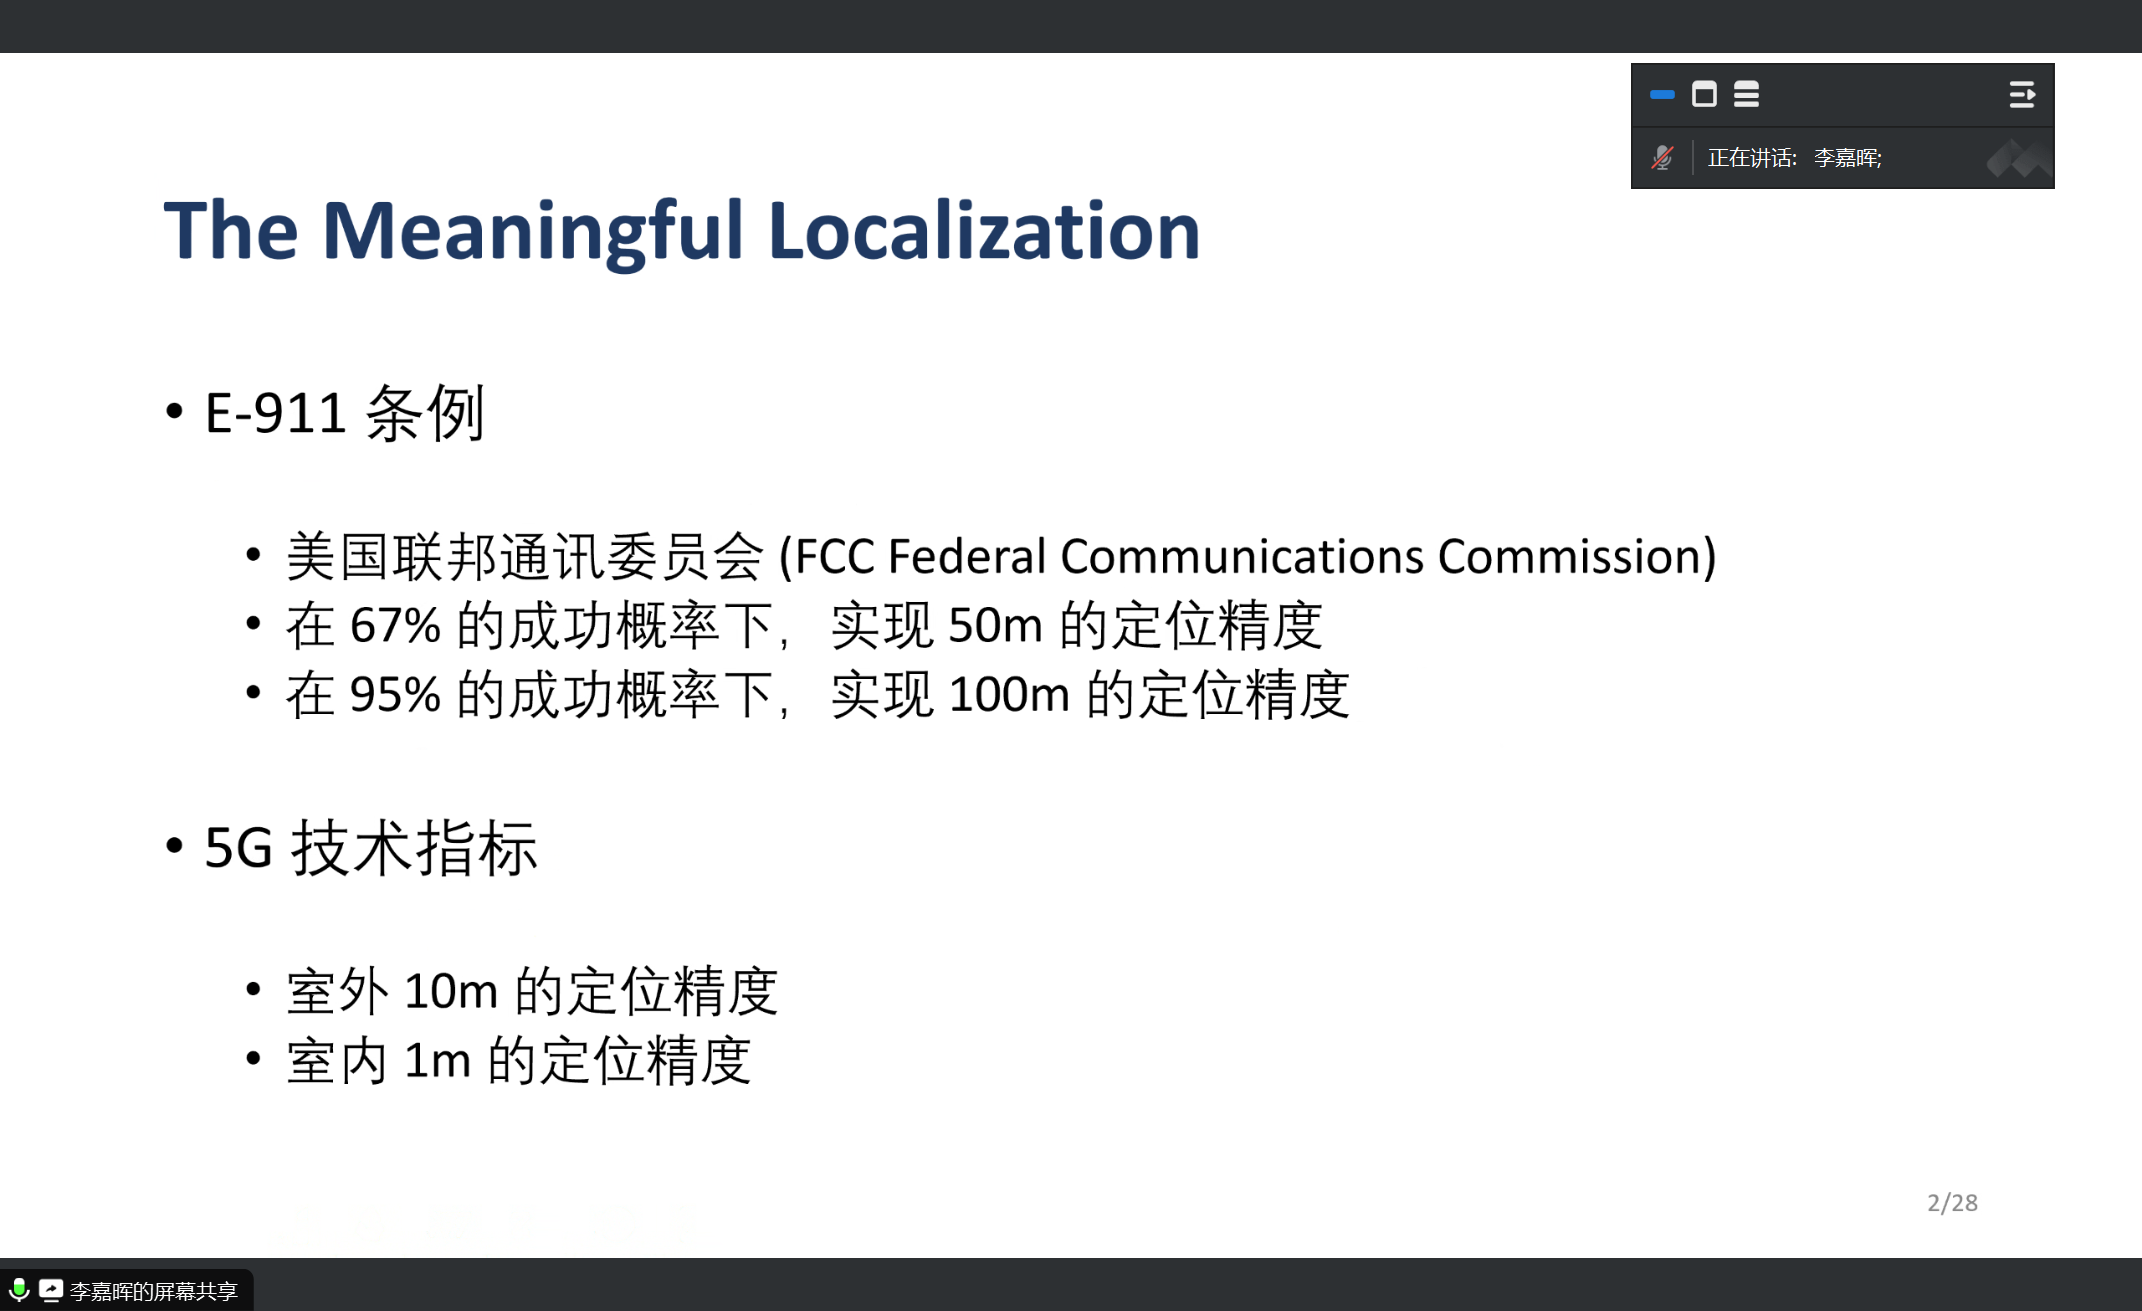 正在讲话: 李嘉晖;
The Meaningful Localization
• E-911 条例
• 美国联邦通讯委员会 (FCC Federal Communications Commission)
• 在 67% 的成功概率下，实现 50m 的定位精度
• 在 95% 的成功概率下，实现 100m 的定位精度
• 5G 技术指标
• 室外 10m 的定位精度
• 室内 1m 的定位精度
2/28
李嘉晖的屏幕共享